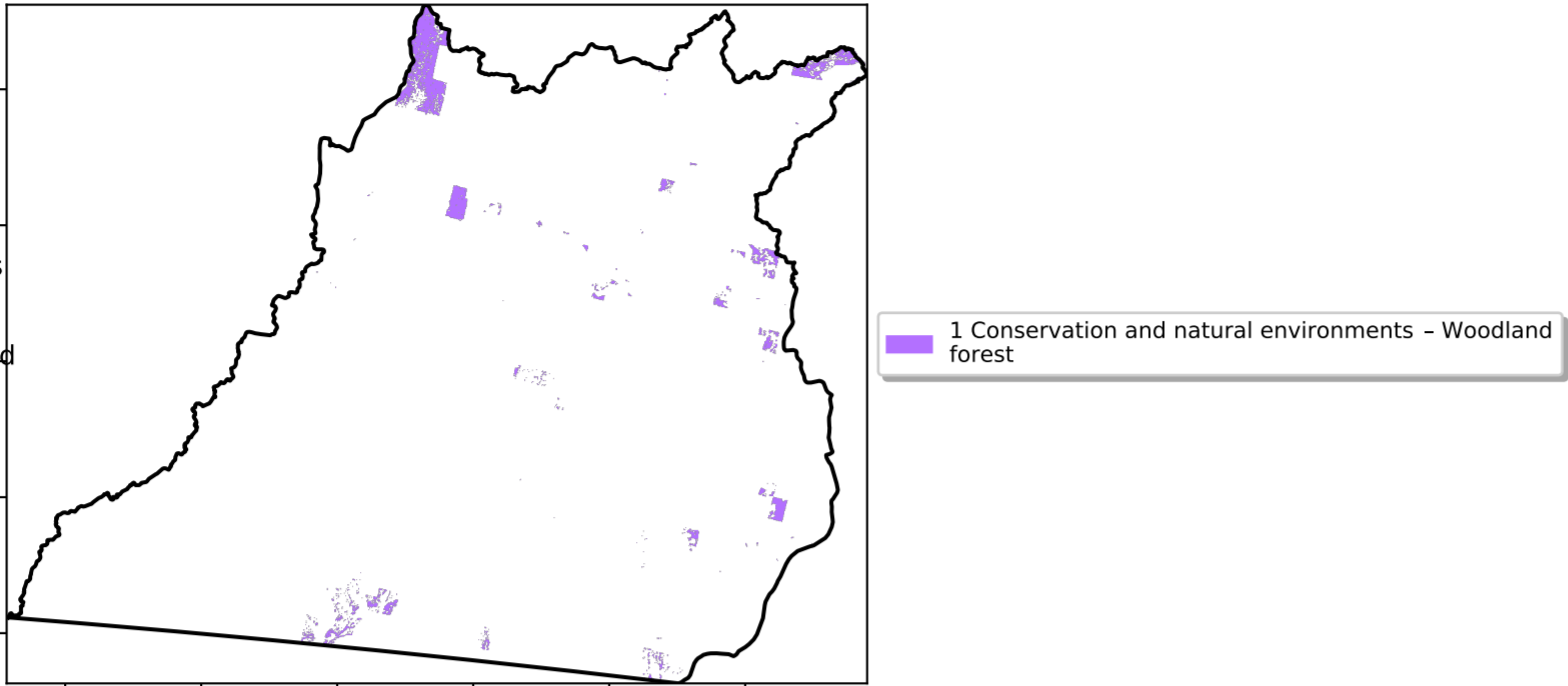 d
1 Conservation and natural environments – Woodland
forest